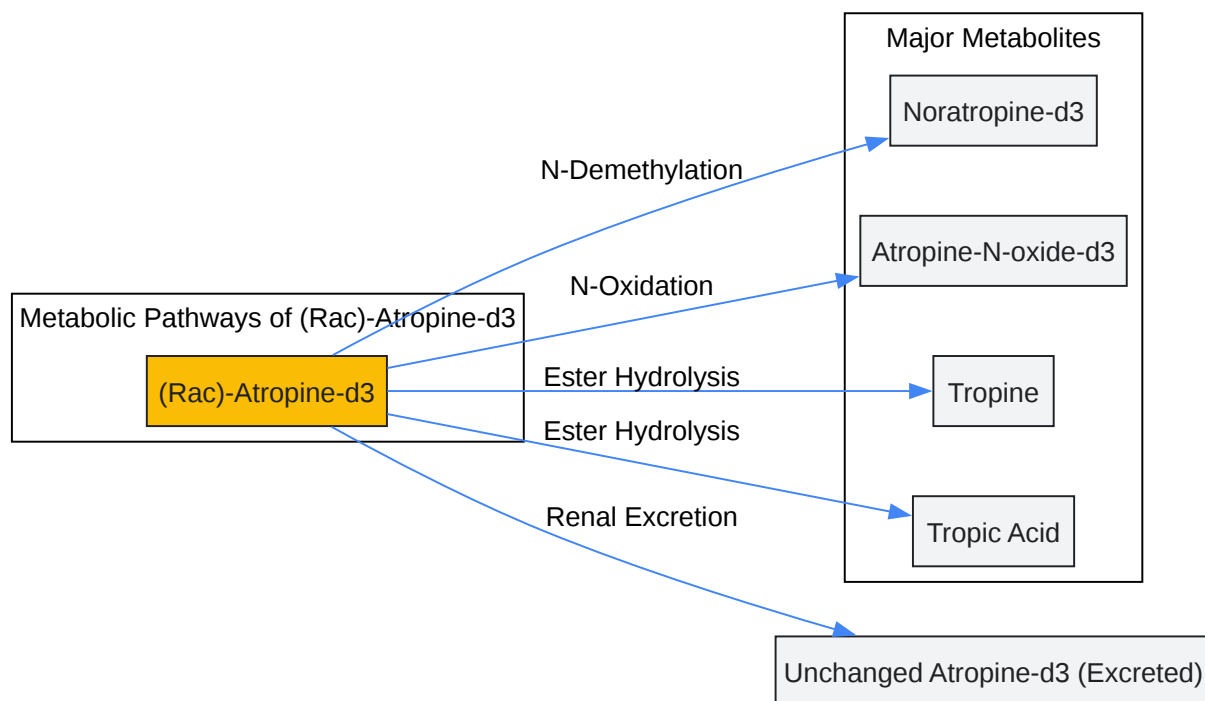 Major Metabolites
Noratropine-d3
N-Demethylation
Atropine-N-oxide-d3
N-Oxidation
Metabolic Pathways of (Rac)-Atropine-d3
(Rac)-Atropine-d3
Ester Hydrolysis
Tropine
Ester Hydrolysis
Renal Excretion
Tropic Acid
Unchanged Atropine-d3 (Excreted)